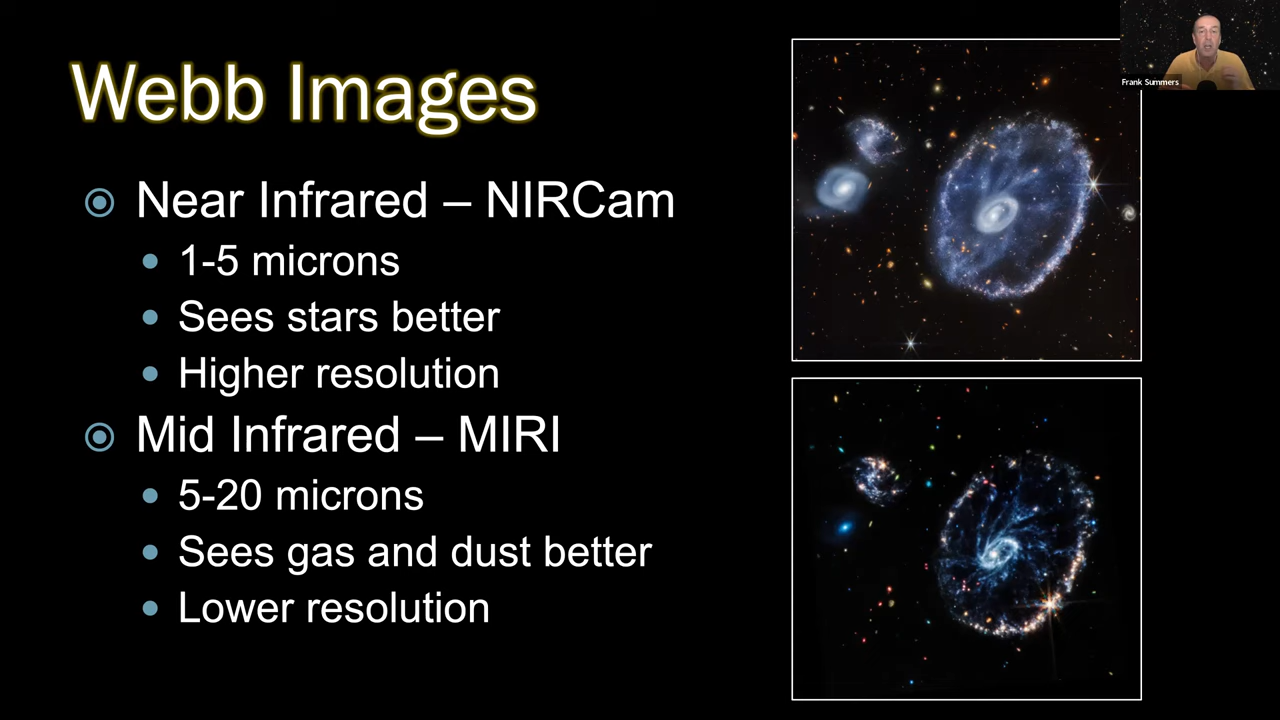 Webb Images
Near Infrared – NIRCam
1-5 microns
Sees stars better
Higher resolution
Mid Infrared – MIRI
5-20 microns
Sees gas and dust better
Lower resolution
Frank Summers